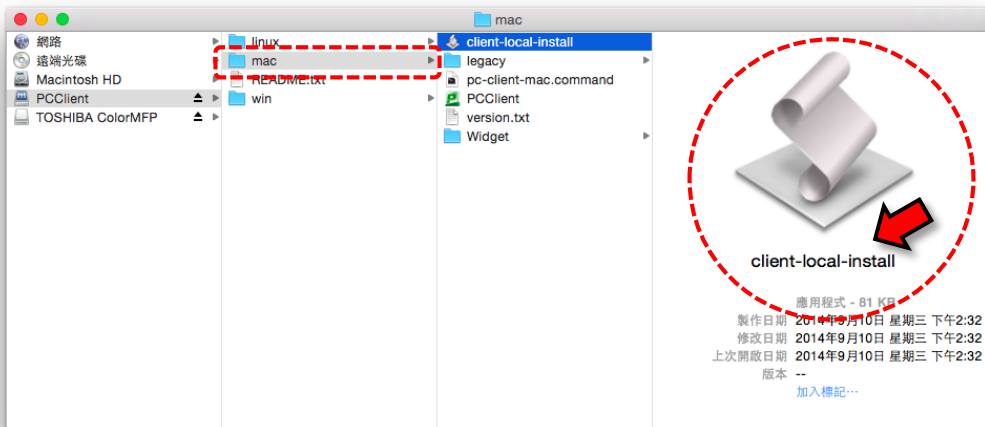 mac
網路
遠端光碟
Macintosh HD
PCClient
TOSHIBA ColorMFP
linux
mac
README.txt
win
client-local-install
legacy
pc-client-mac.command
PCClient
version.txt
Widget
client-local-install
應用程式 - 81 KB
製作日期 2014年9月10日 星期三 下午2:32
修改日期 2014年9月10日 星期三 下午2:32
上次開啟日期 2014年9月10日 星期三 下午2:32
版本 --
加入標記…